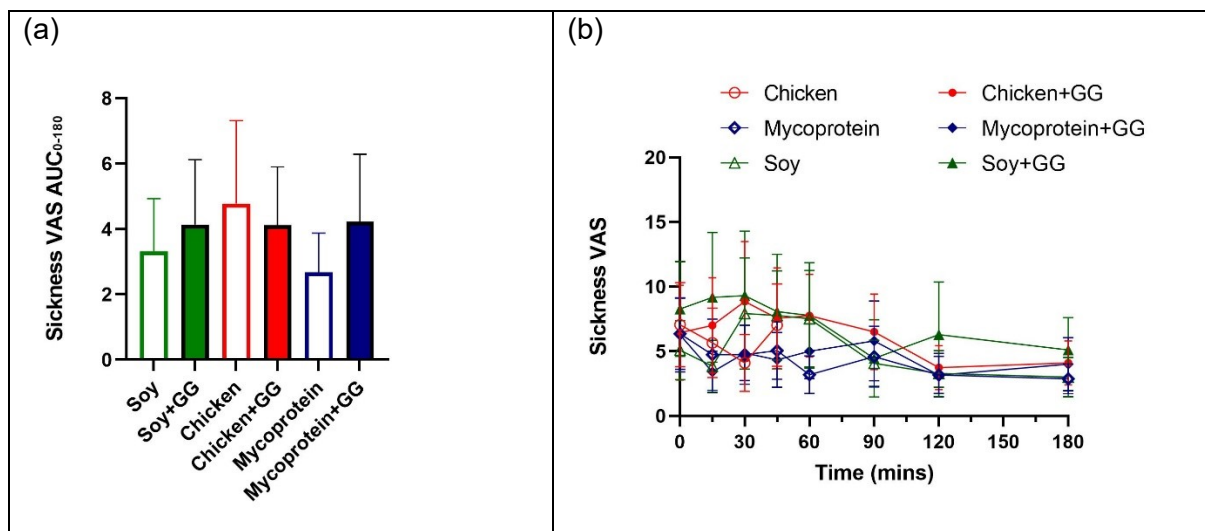 (a)
Sickness VAS AUC₀₋₁₈₀
8
6
4
2
0
Soy
Soy+GG
Chicken
Chicken+GG
Mycoprotein
Mycoprotein+GG
(b)
Chicken
Chicken+GG
Mycoprotein
Mycoprotein+GG
Soy
Soy+GG
Sickness VAS
20
15
10
5
0
0 30 60 90 120 150 180
Time (mins)